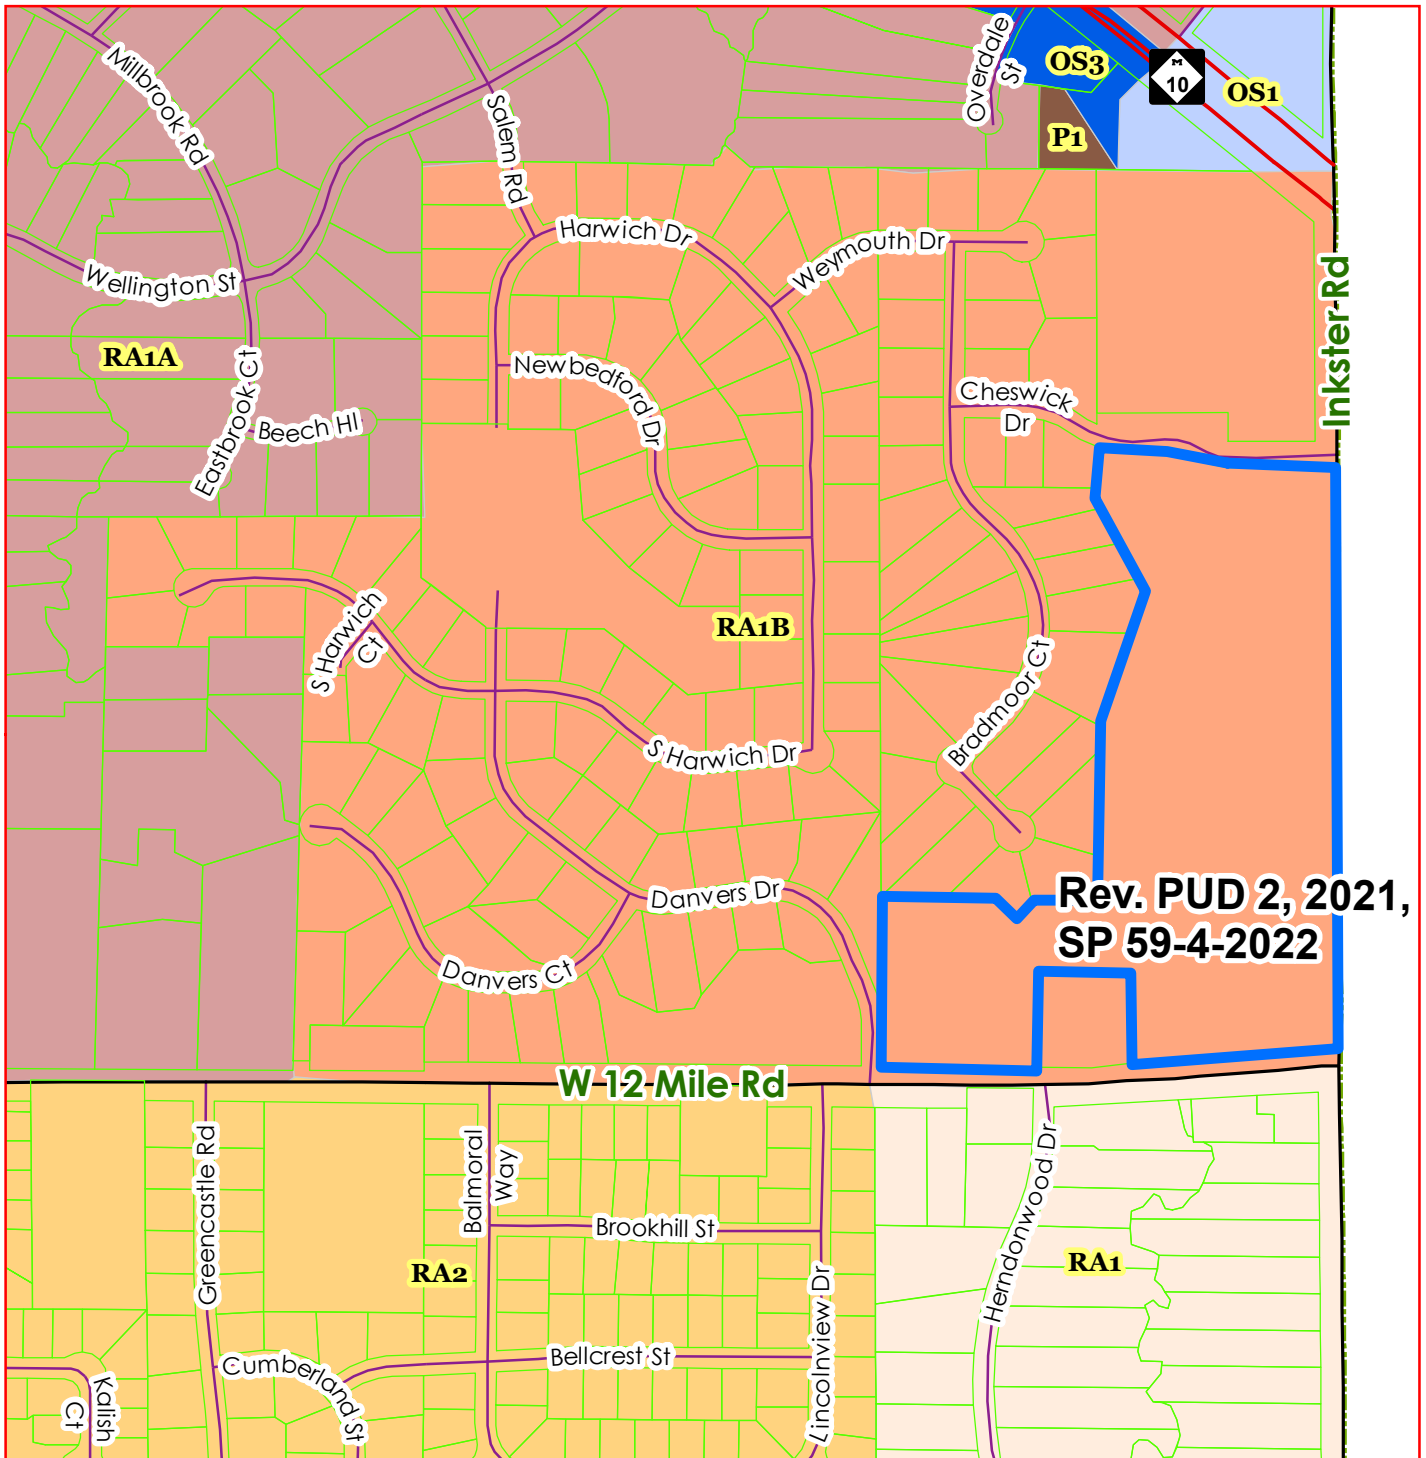 Overdale
St
OS3
M
10
OS1
P1
Millbrook Rd
Salem Rd
Harwich Dr
Weymouth Dr
Wellington St
Inkster Rd
RA1A
Newbedford Dr
Cheswick
Dr
Eastbrook Ct
Beech Hl
S Harwich
Ct
RA1B
Bradmoor Ct
S Harwich Dr
Danvers Dr
Rev. PUD 2, 2021,
SP 59-4-2022
Danvers Ct
W 12 Mile Rd
Greencastle Rd
Balmoral
Way
Brookhill St
Herndonwood Dr
RA2
RA1
Lincolnview Dr
Bellcrest St
Cumberland St
Kalish
Ct